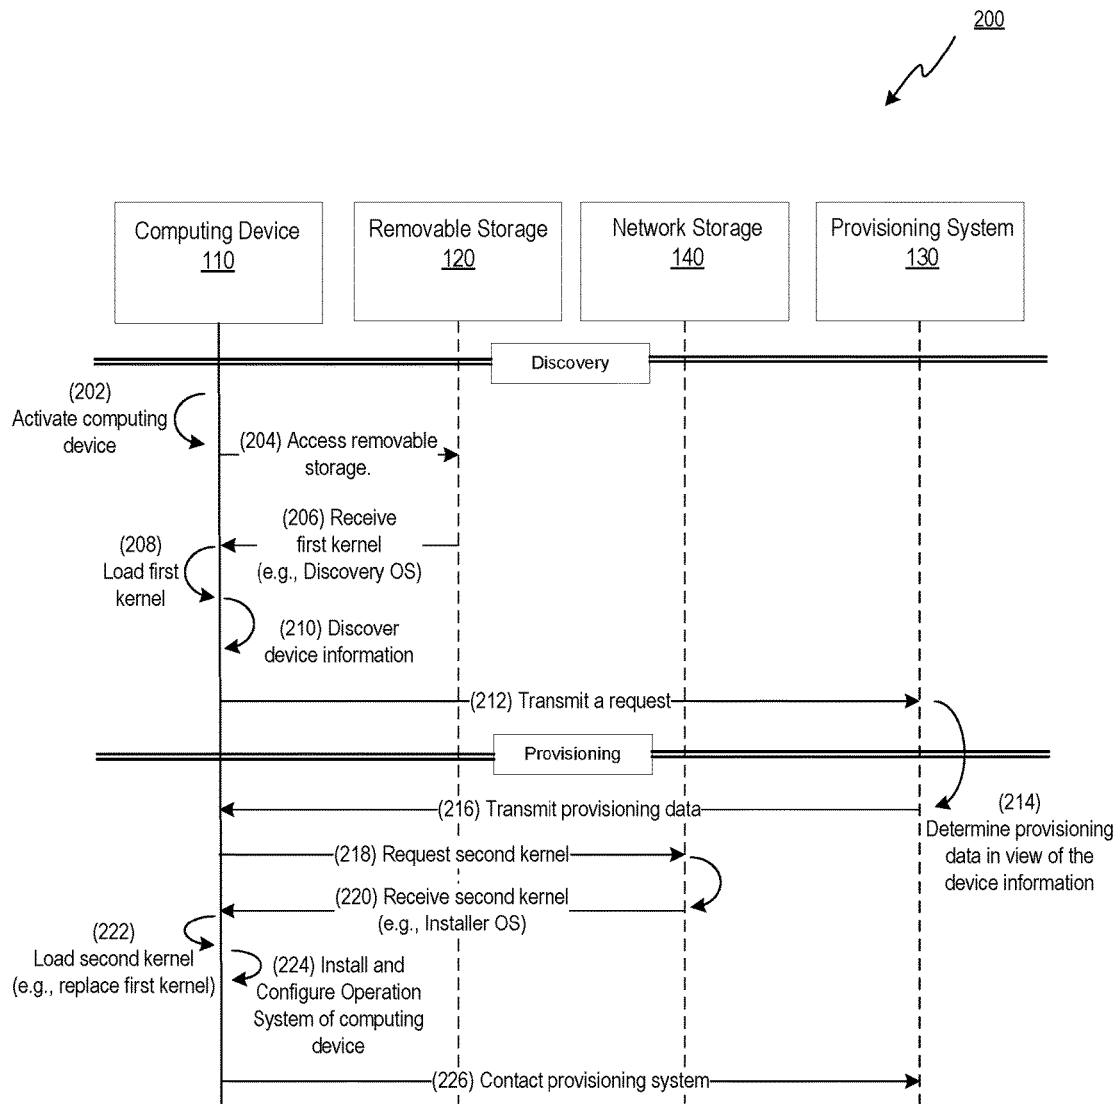 200
Computing Device
110
Removable Storage
120
Network Storage
140
Provisioning System
130
Discovery
(202)
Activate computing
device
(204) Access removable
storage.
(206) Receive
first kernel
(e.g., Discovery OS)
(208)
Load first
kernel
(210) Discover
device information
(212) Transmit a request
Provisioning
(214)
Determine provisioning
data in view of the
device information
(216) Transmit provisioning data
(218) Request second kernel
(220) Receive second kernel
(e.g., Installer OS)
(222)
Load second kernel
(e.g., replace first kernel)
(224) Install and
Configure Operation
System of computing
device
(226) Contact provisioning system